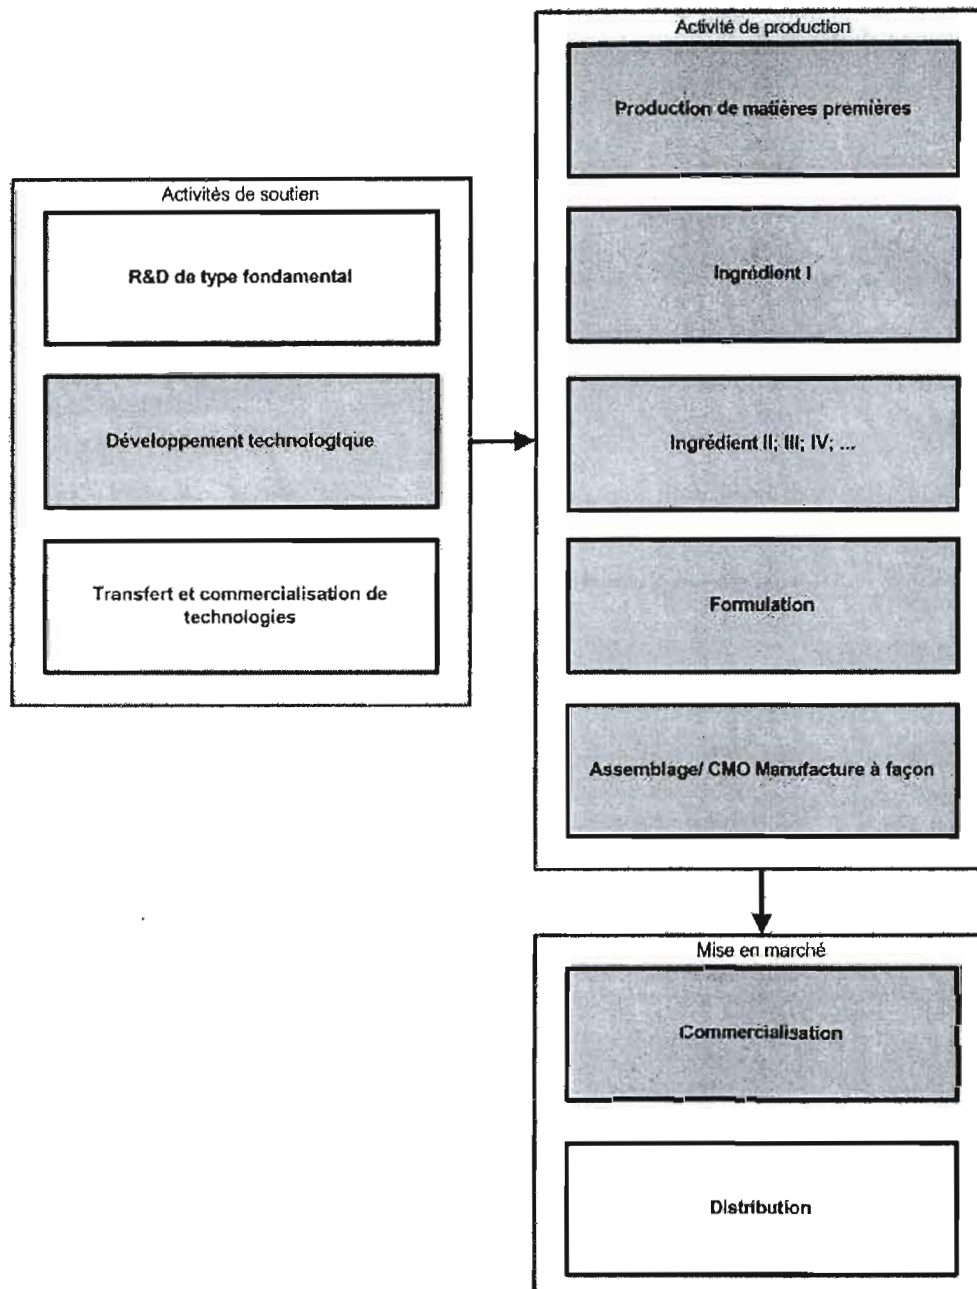 Activités de soutien
R&D de type fondamental
Développement technologique
Transfert et commercialisation de
technologies
Activité de production
Production de matières premières
Ingrédient I
Ingrédient II; III; IV; ...
Formulation
Assemblage/ CMO Manufacture à façon
Mise en marché
Commercialisation
Distribution